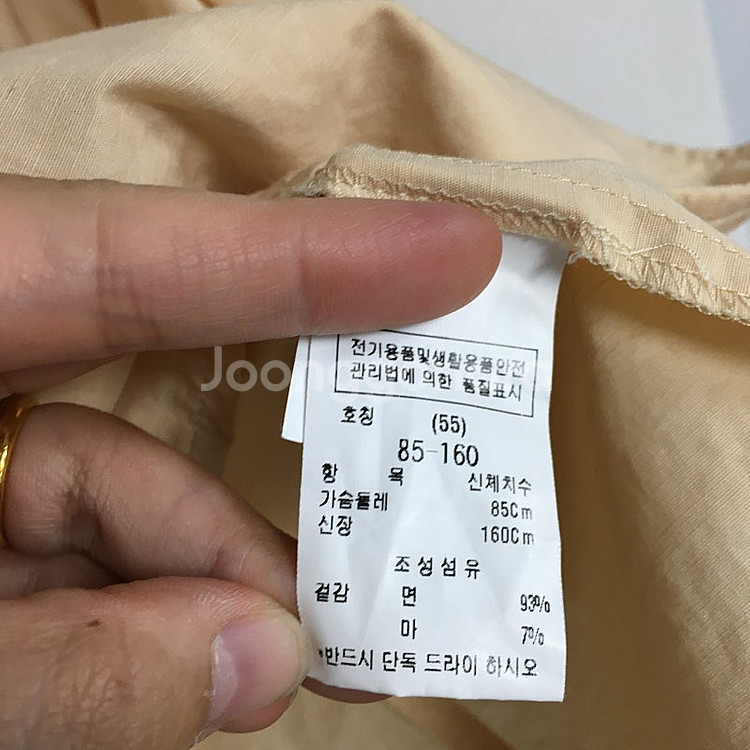 전기용품및생활용품안전
관리법에 의한 품질표시
호칭 (55)
85-160
항 목 신체치수
가슴둘레 85Cm
신장 160Cm
조성섬유
겉감 면 93%
마 7%
*반드시 단독 드라이 하시오